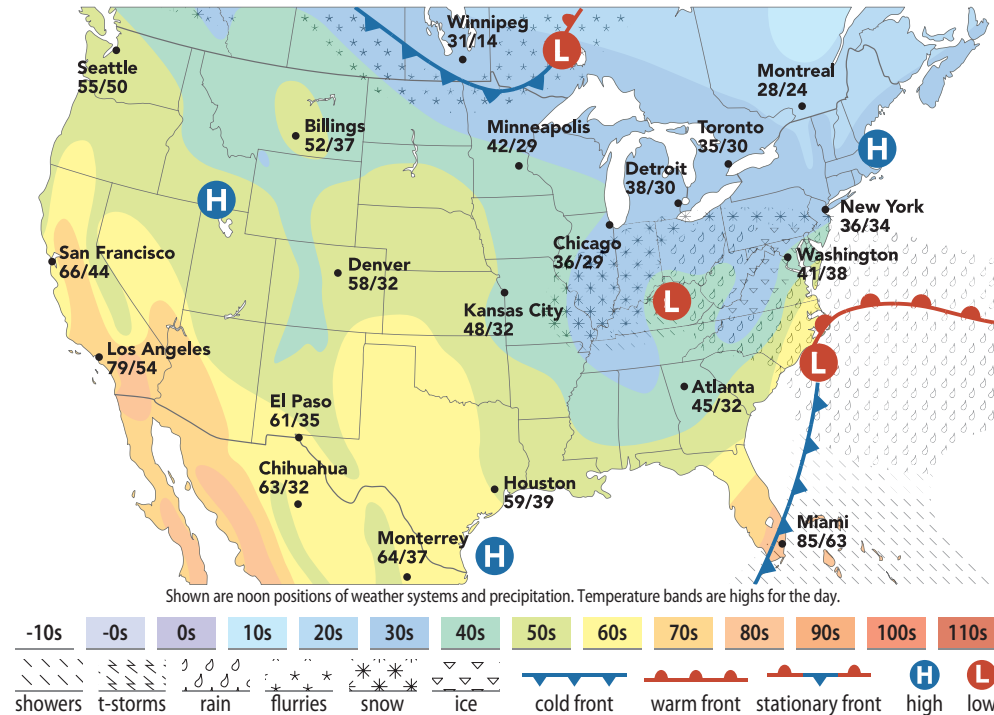 Winnipeg
31/14
L
Seattle
55/50
Montreal
28/24
Billings
52/37
Minneapolis
42/29
Toronto
35/30
H
Detroit
38/30
H
New York
36/34
San Francisco
66/44
Chicago
36/29
Washington
41/38
Denver
58/32
L
Kansas City
48/32
Los Angeles
79/54
L
Atlanta
45/32
El Paso
61/35
Chihuahua
63/32
Houston
59/39
Monterrey
64/37
H
Miami
85/63
Shown are noon positions of weather systems and precipitation. Temperature bands are highs for the day.
-10s -0s 0s 10s 20s 30s 40s 50s 60s 70s 80s 90s 100s 110s
H L
showers t-storms rain flurries snow ice cold front warm front stationary front high low